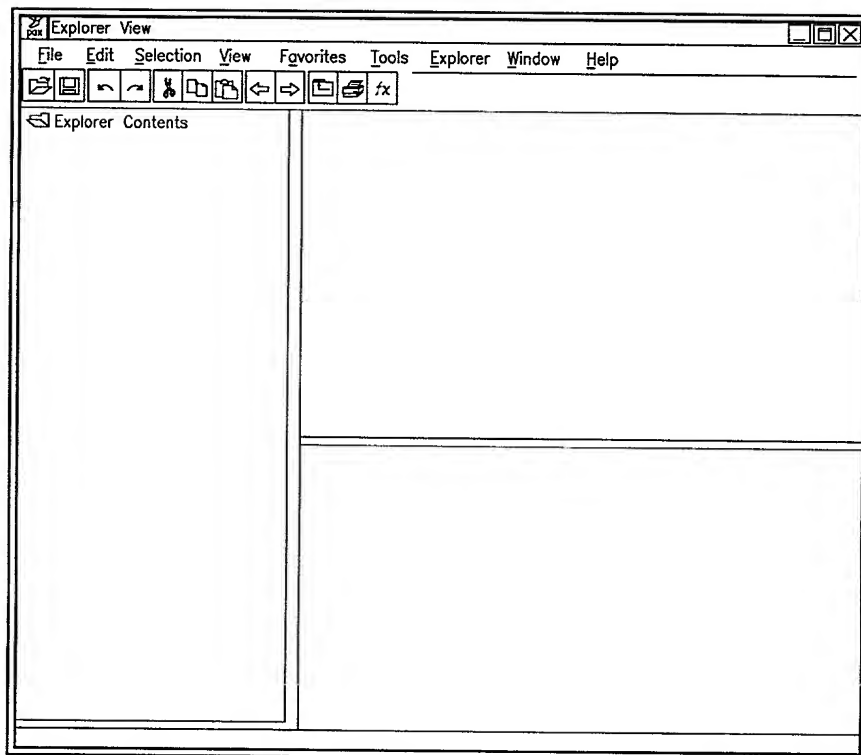 pax Explorer View
File Edit Selection View Favorites Tools Explorer Window Help
fx
Explorer Contents